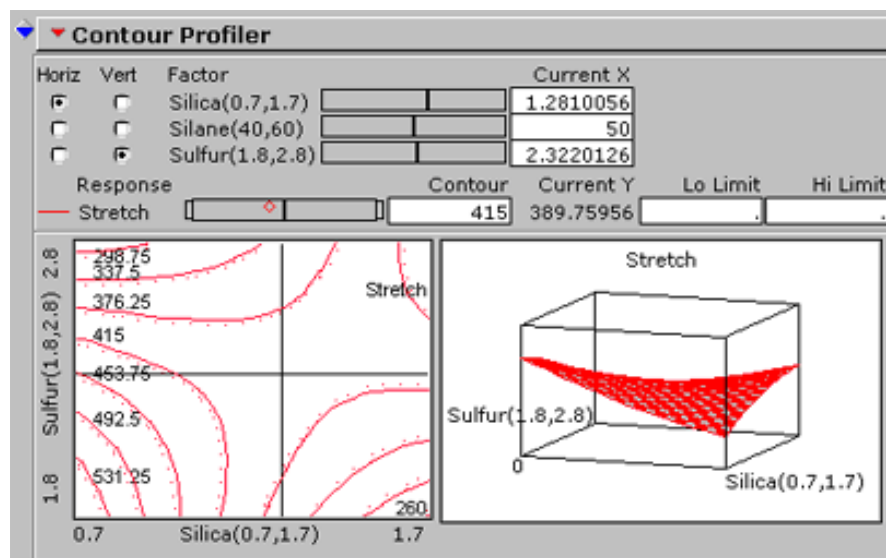 Contour Profiler
Horiz Vert Factor Current X
Silica(0.7,1.7) 1.2810056
Silane(40,60) 50
Sulfur(1.8,2.8) 2.3220126
Response Contour Current Y Lo Limit Hi Limit
Stretch 415 389.75956 . .
Sulfur(1.8,2.8)
2.8
1.8
298.75
337.5
376.25
415
453.75
492.5
531.25
Stretch
260
0.7 Silica(0.7,1.7) 1.7
Stretch
Sulfur(1.8,2.8)
0
Silica(0.7,1.7)